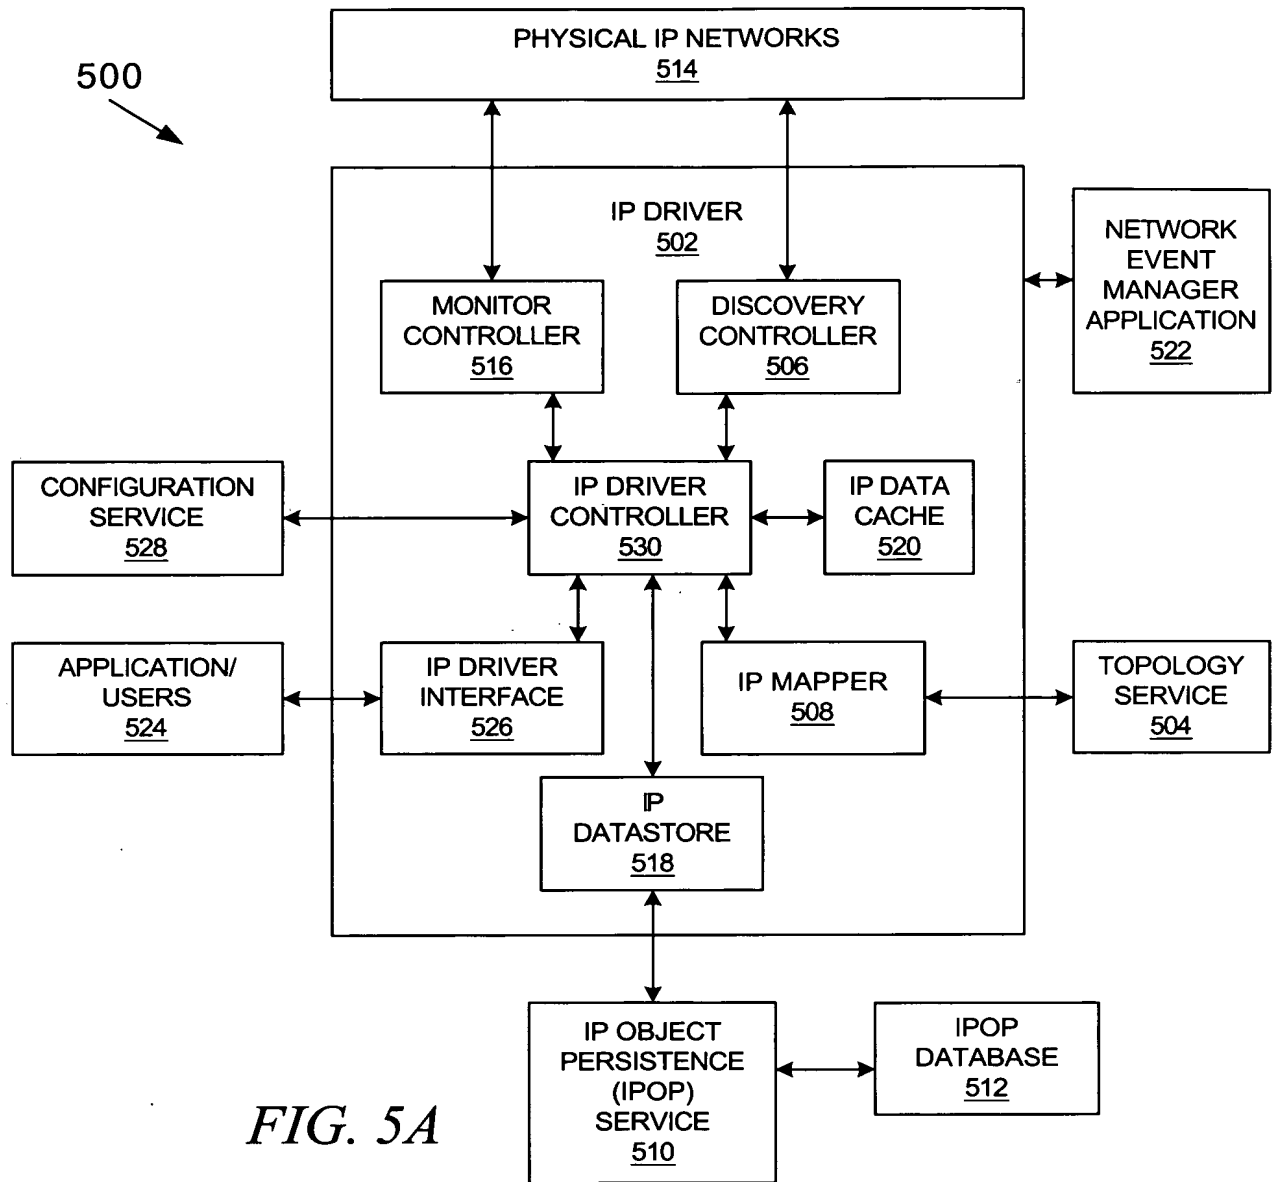 PHYSICAL IP NETWORKS
514
500
IP DRIVER
502
NETWORK
EVENT
MANAGER
APPLICATION
522
MONITOR
CONTROLLER
516
DISCOVERY
CONTROLLER
506
CONFIGURATION
SERVICE
528
IP DRIVER
CONTROLLER
530
IP DATA
CACHE
520
APPLICATION/
USERS
524
IP DRIVER
INTERFACE
526
IP MAPPER
508
TOPOLOGY
SERVICE
504
IP
DATASTORE
518
IP OBJECT
PERSISTENCE
(IPOP)
SERVICE
510
IPOP
DATABASE
512
FIG. 5A